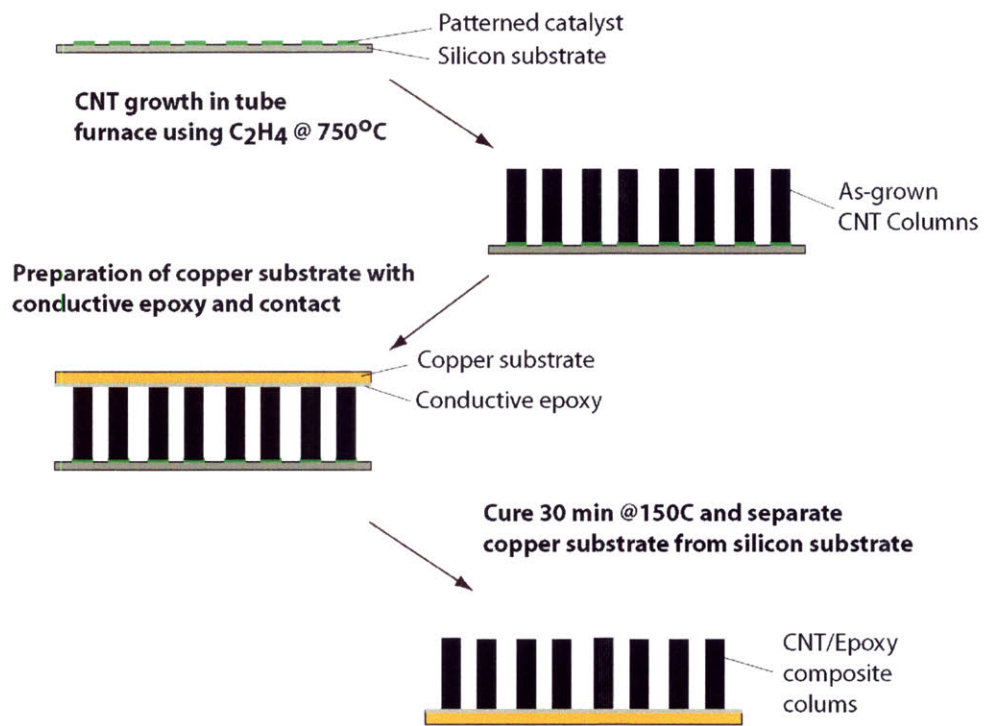 Patterned catalyst
Silicon substrate
CNT growth in tube
furnace using C₂H₄ @ 750ºC
As-grown
CNT Columns
Preparation of copper substrate with
conductive epoxy and contact
Copper substrate
Conductive epoxy
Cure 30 min @150C and separate
copper substrate from silicon substrate
CNT/Epoxy
composite
colums